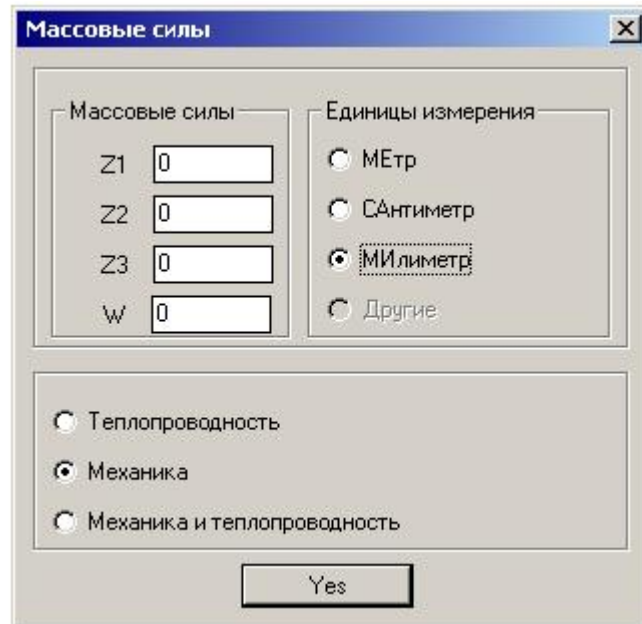 Массовые силы
Массовые силы
Z1 0
Z2 0
Z3 0
W 0
Единицы измерения
МЕтр
САнтиметр
МИлиметр
Другие
Теплопроводность
Механика
Механика и теплопроводность
Yes